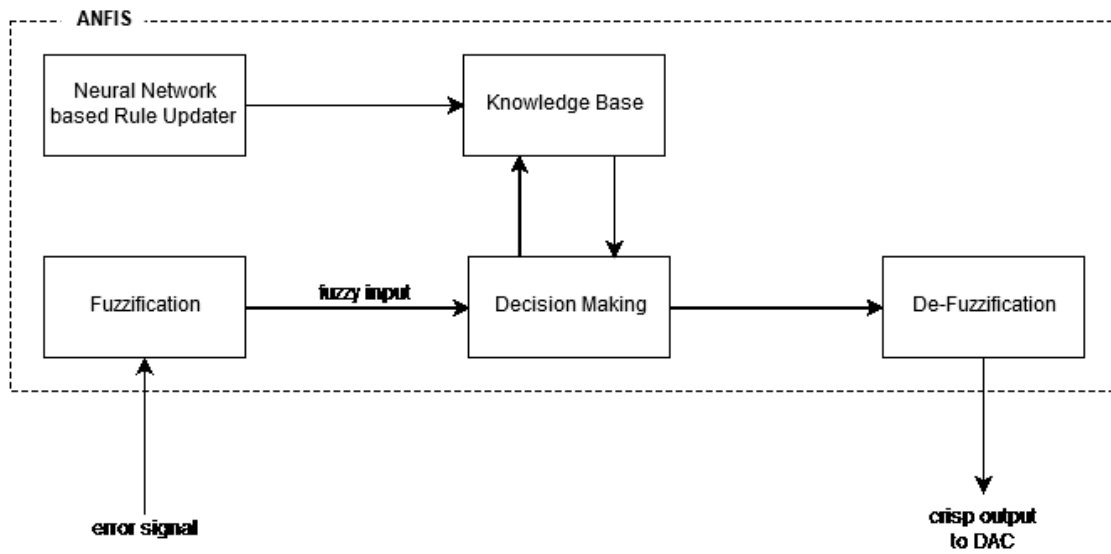 ANFIS
Neural Network
based Rule Updater
Knowledge Base
Fuzzification
fuzzy input
Decision Making
De-Fuzzification
error signal
crisp output
to DAC